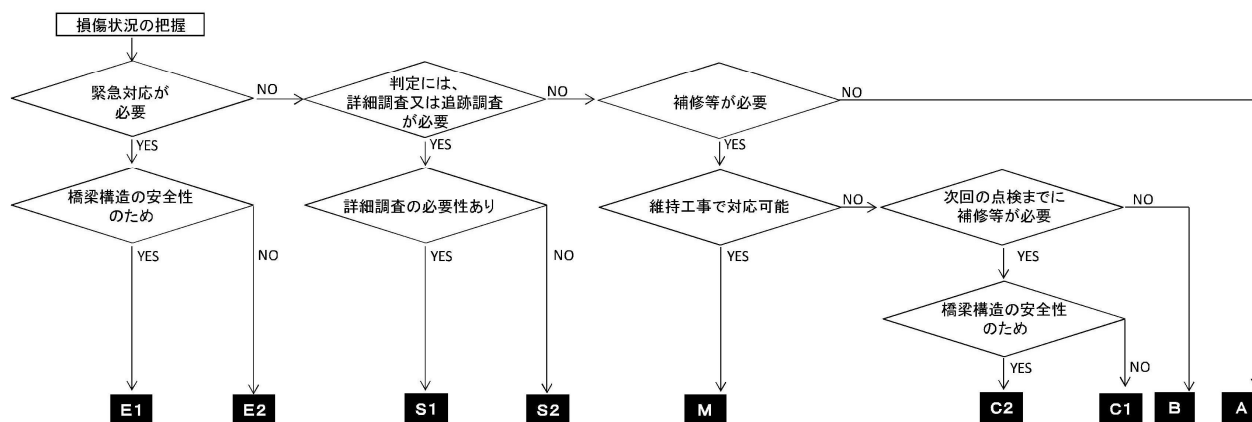 損傷状況の把握
緊急対応が
必要
NO
判定には、
詳細調査又は追跡調査
が必要
NO
補修等が必要
NO
YES
YES
YES
橋梁構造の安全性
のため
詳細調査の必要性あり
維持工事で対応可能
NO
次回の点検までに
補修等が必要
NO
YES
NO
YES
NO
YES
YES
橋梁構造の安全性
のため
YES
NO
E1
E2
S1
S2
M
C2
C1
B
A